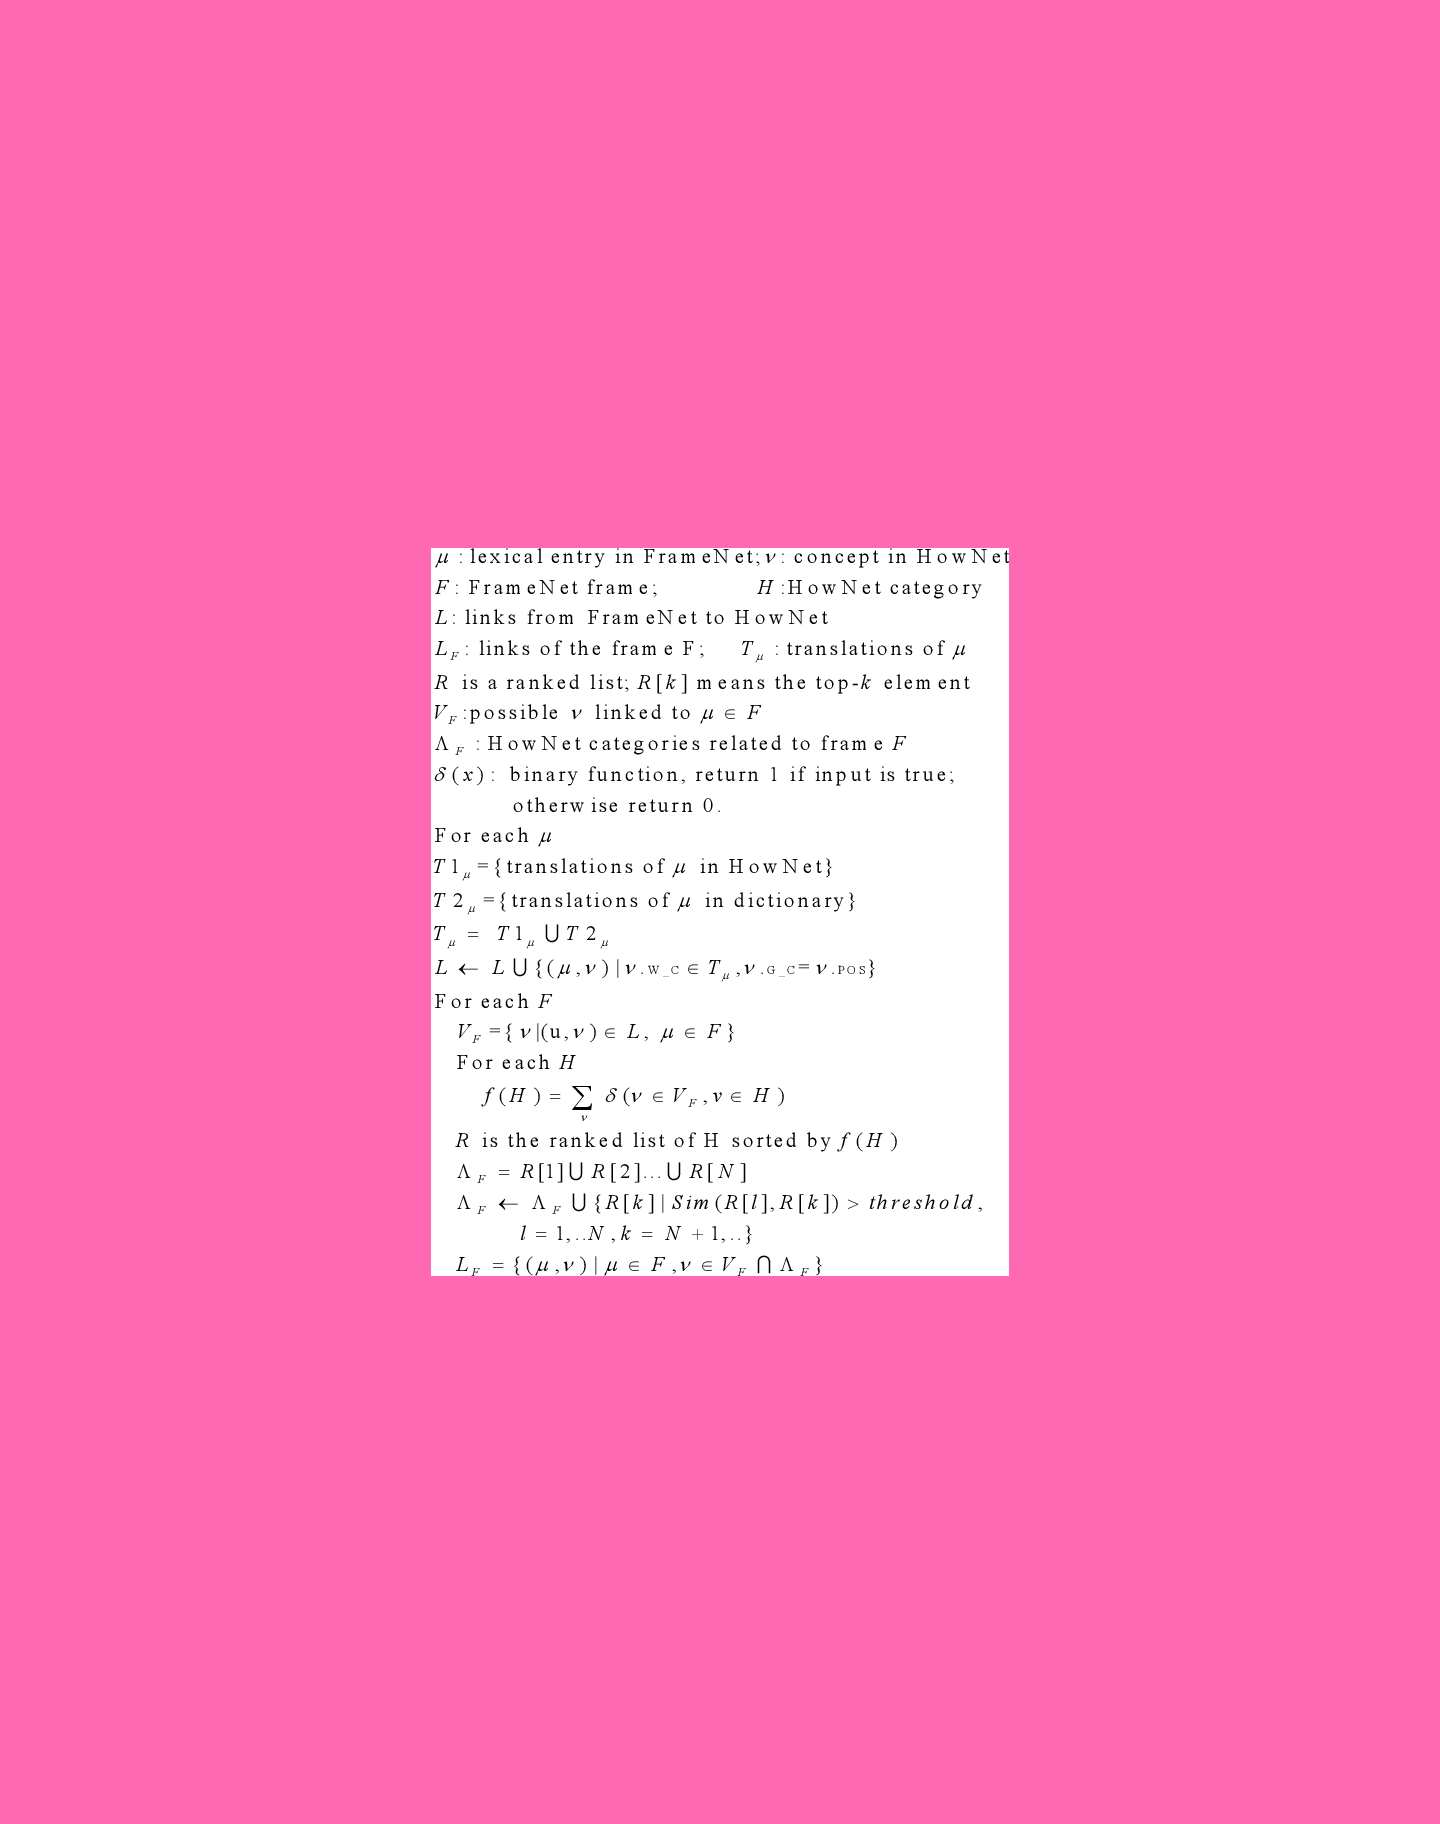 μ : lexical entry in FrameNet; ν : concept in HowNet
F : FrameNet frame; H :HowNet category
L : links from FrameNet to HowNet
L_F : links of the frame F; T_μ : translations of μ
R is a ranked list; R[k] means the top-k element
V_F :possible ν linked to μ ∈ F
Λ_F : HowNet categories related to frame F
δ(x) : binary function, return 1 if input is true;
otherwise return 0.
For each μ
T1_μ ={translations of μ in HowNet}
T2_μ ={translations of μ in dictionary}
T_μ = T1_μ ⋃ T2_μ
L ← L ⋃ {(μ,ν) | ν.W_C ∈ T_μ ,ν.G_C= ν.POS}
For each F
V_F ={ ν|(u,ν) ∈ L, μ ∈ F}
For each H
f(H) = ∑_ν δ(ν ∈ V_F ,v ∈ H)
R is the ranked list of H sorted by f(H)
Λ_F = R[1]⋃ R[2]...⋃ R[N]
Λ_F ← Λ_F ⋃ {R[k] | Sim(R[l],R[k]) > threshold,
l = 1,..N ,k = N + 1,..}
L_F = {(μ,ν) | μ ∈ F ,ν ∈ V_F ⋂ Λ_F}